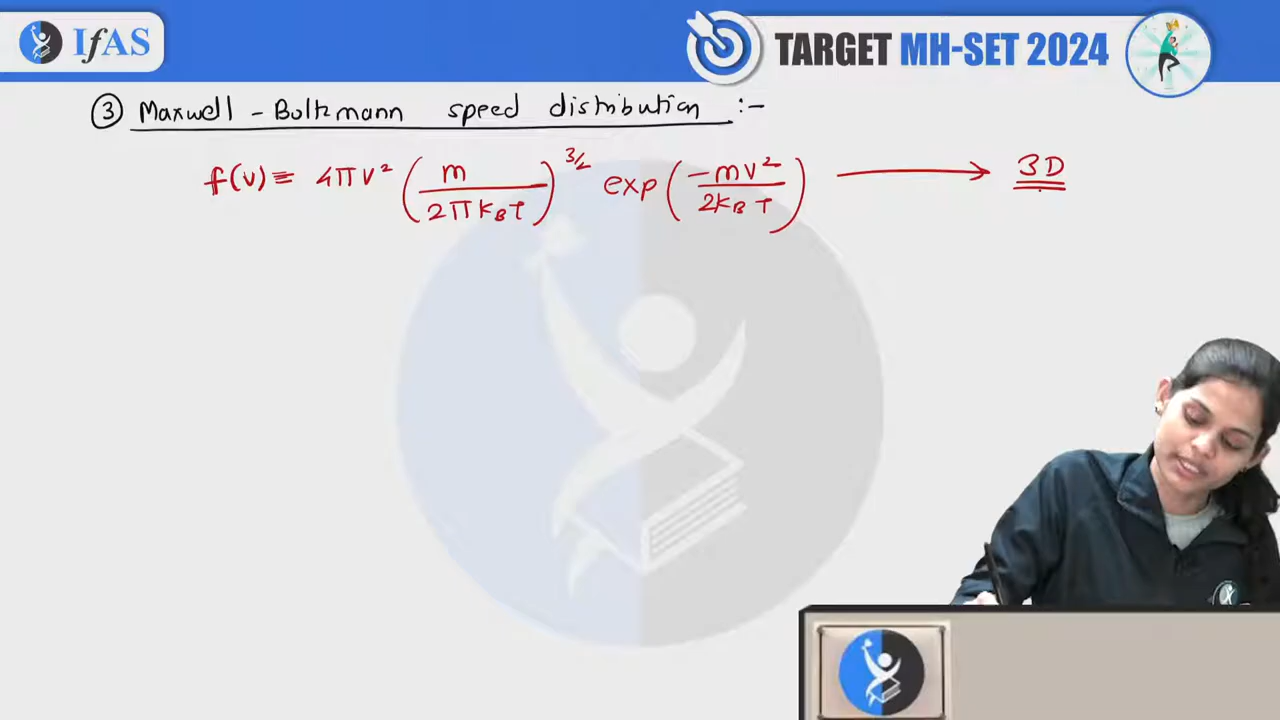 IfAS
TARGET MH-SET 2024
③ Maxwell - Boltzmann speed distribution :-
f(v) = 4πv² (m / 2πk_BT)^3/2 exp(-mv² / 2k_BT) → 3D